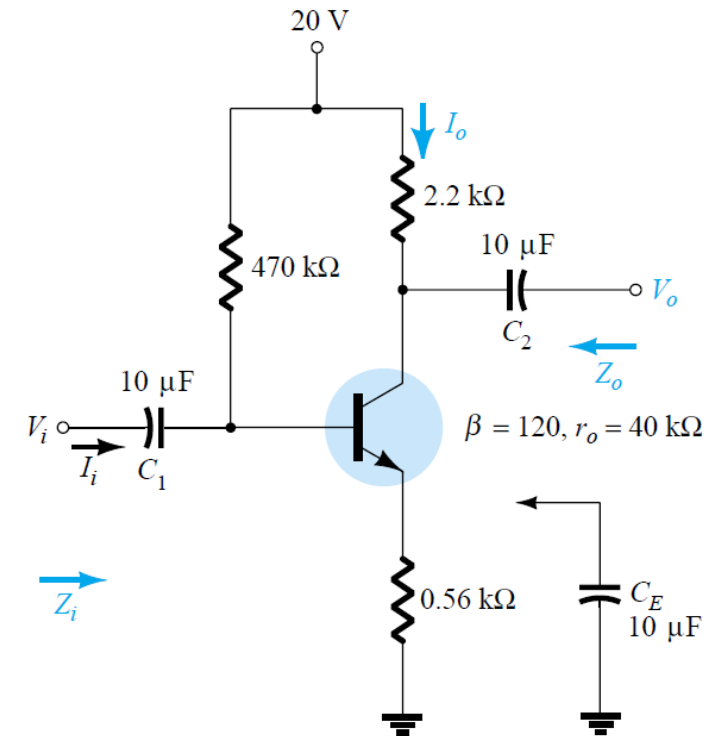 20 V
I_o
2.2 kΩ
10 µF
470 kΩ
V_o
C_2
Z_o
10 µF
V_i
β = 120, r_o = 40 kΩ
I_i
C_1
Z_i
0.56 kΩ
C_E
10 µF